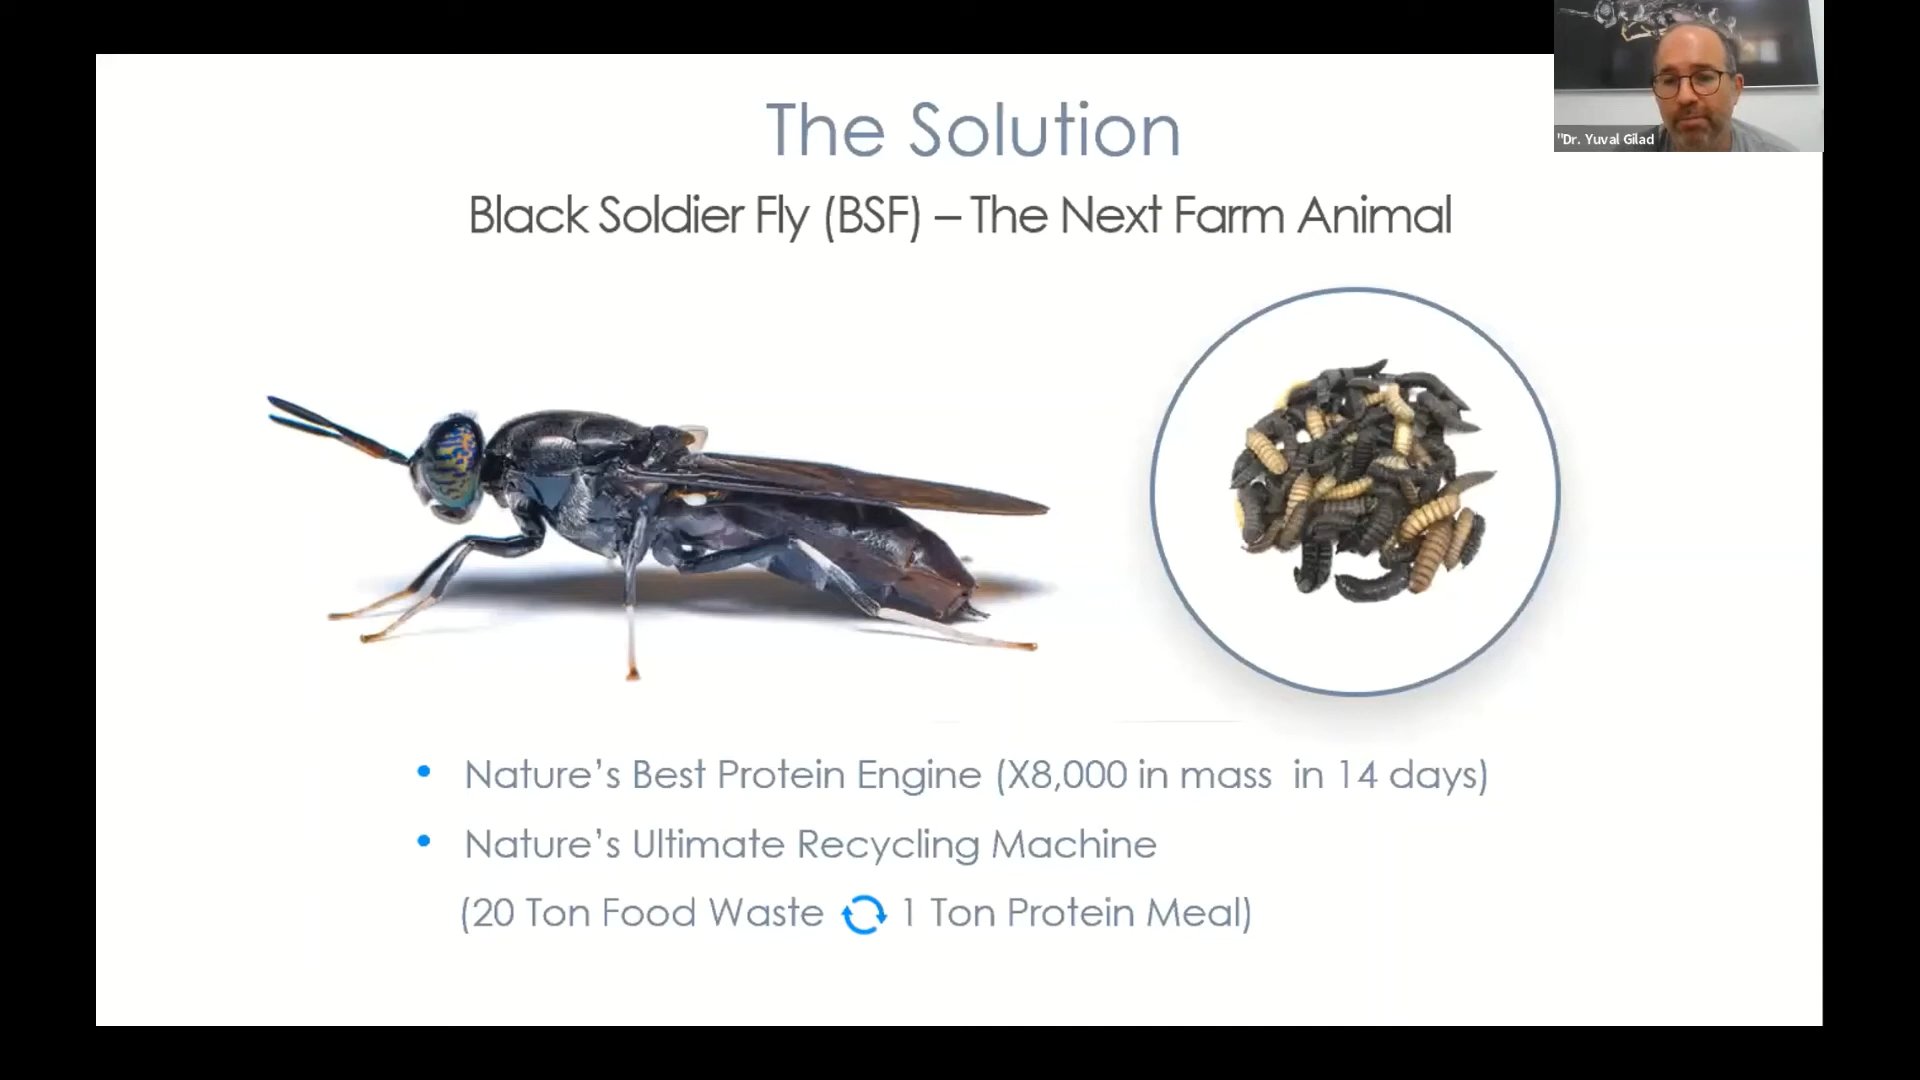 The Solution
Black Soldier Fly (BSF) – The Next Farm Animal
"Dr. Yuval Gilad
• Nature’s Best Protein Engine (X8,000 in mass  in 14 days)
• Nature’s Ultimate Recycling Machine
(20 Ton Food Waste 1 Ton Protein Meal)